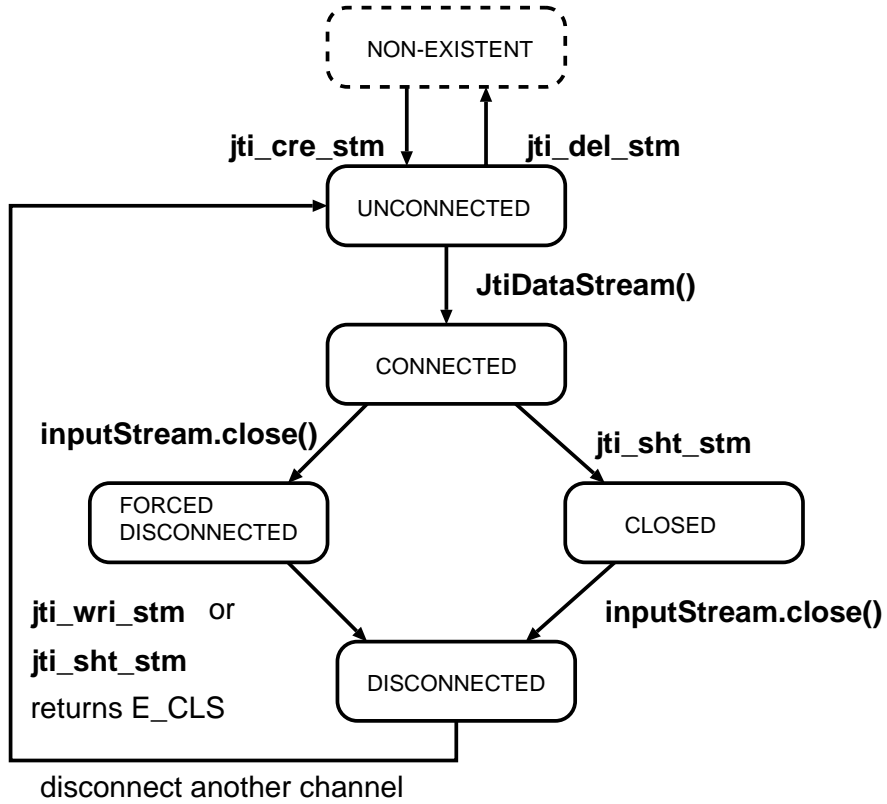 NON-EXISTENT
jti_cre_stm
jti_del_stm
UNCONNECTED
JtiDataStream()
CONNECTED
inputStream.close()
jti_sht_stm
FORCED
DISCONNECTED
CLOSED
jti_wri_stm or
jti_sht_stm
returns E_CLS
inputStream.close()
DISCONNECTED
disconnect another channel